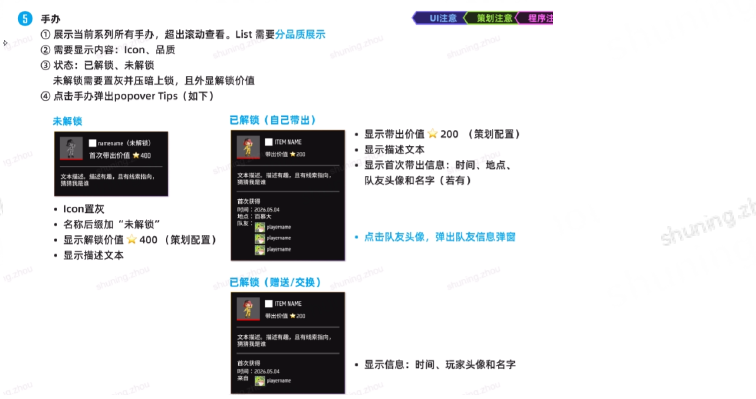 5 手办
UI注意 策划注意 程序注意
① 展示当前系列所有手办，超出滚动查看。List 需要分品质展示
② 需要显示内容：Icon、品质
③ 状态：已解锁、未解锁
未解锁需要置灰并压暗上锁，且外显解锁价值
④ 点击手办弹出popover Tips（如下）
未解锁
namename（未解锁）
首次带出价值 ⭐400
文本描述，描述有趣，且有线索指向，
猜猜我是谁
• Icon置灰
• 名称后缀加“未解锁”
• 显示解锁价值 ⭐ 400 （策划配置）
• 显示描述文本
已解锁（自己带出）
ITEM NAME
带出价值 ⭐200
文本描述，描述有趣，且有线索指向，
猜猜我是谁
首次获得
时间：2026.05.04
地点：百慕大
队友：
playername
playername
playername
• 显示带出价值 ⭐ 200 （策划配置）
• 显示描述文本
• 显示首次带出信息：时间、地点、
队友头像和名字（若有）
• 点击队友头像，弹出队友信息弹窗
已解锁（赠送/交换）
ITEM NAME
带出价值 ⭐200
文本描述，描述有趣，且有线索指向，
猜猜我是谁
首次获得
时间：2026.05.04
来自
playername
• 显示信息：时间、玩家头像和名字
shuning.zhou